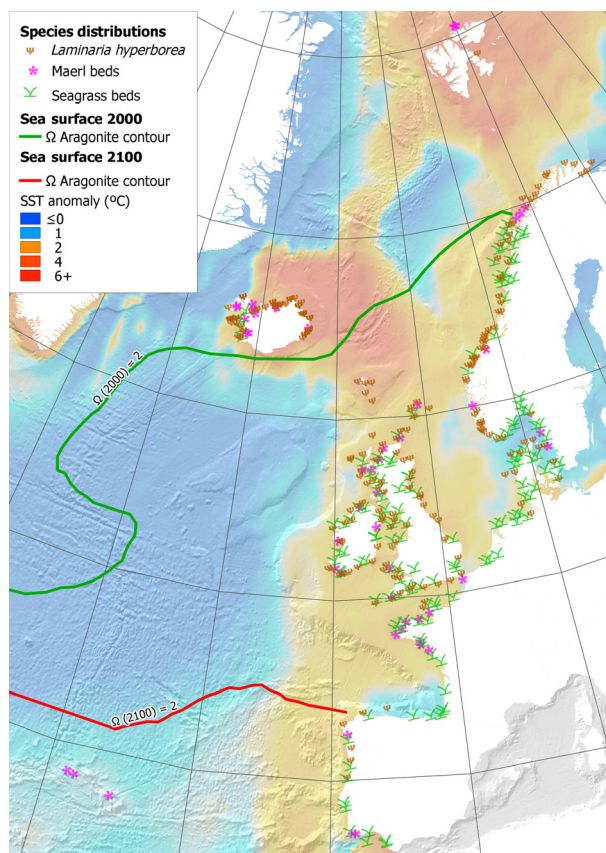 Species distributions
Laminaria hyperborea
Maerl beds
Seagrass beds
Sea surface 2000
Ω Aragonite contour
Sea surface 2100
Ω Aragonite contour
SST anomaly (ºC)
≤0
1
2
4
6+
Ω (2000) = 2
Ω (2100) = 2